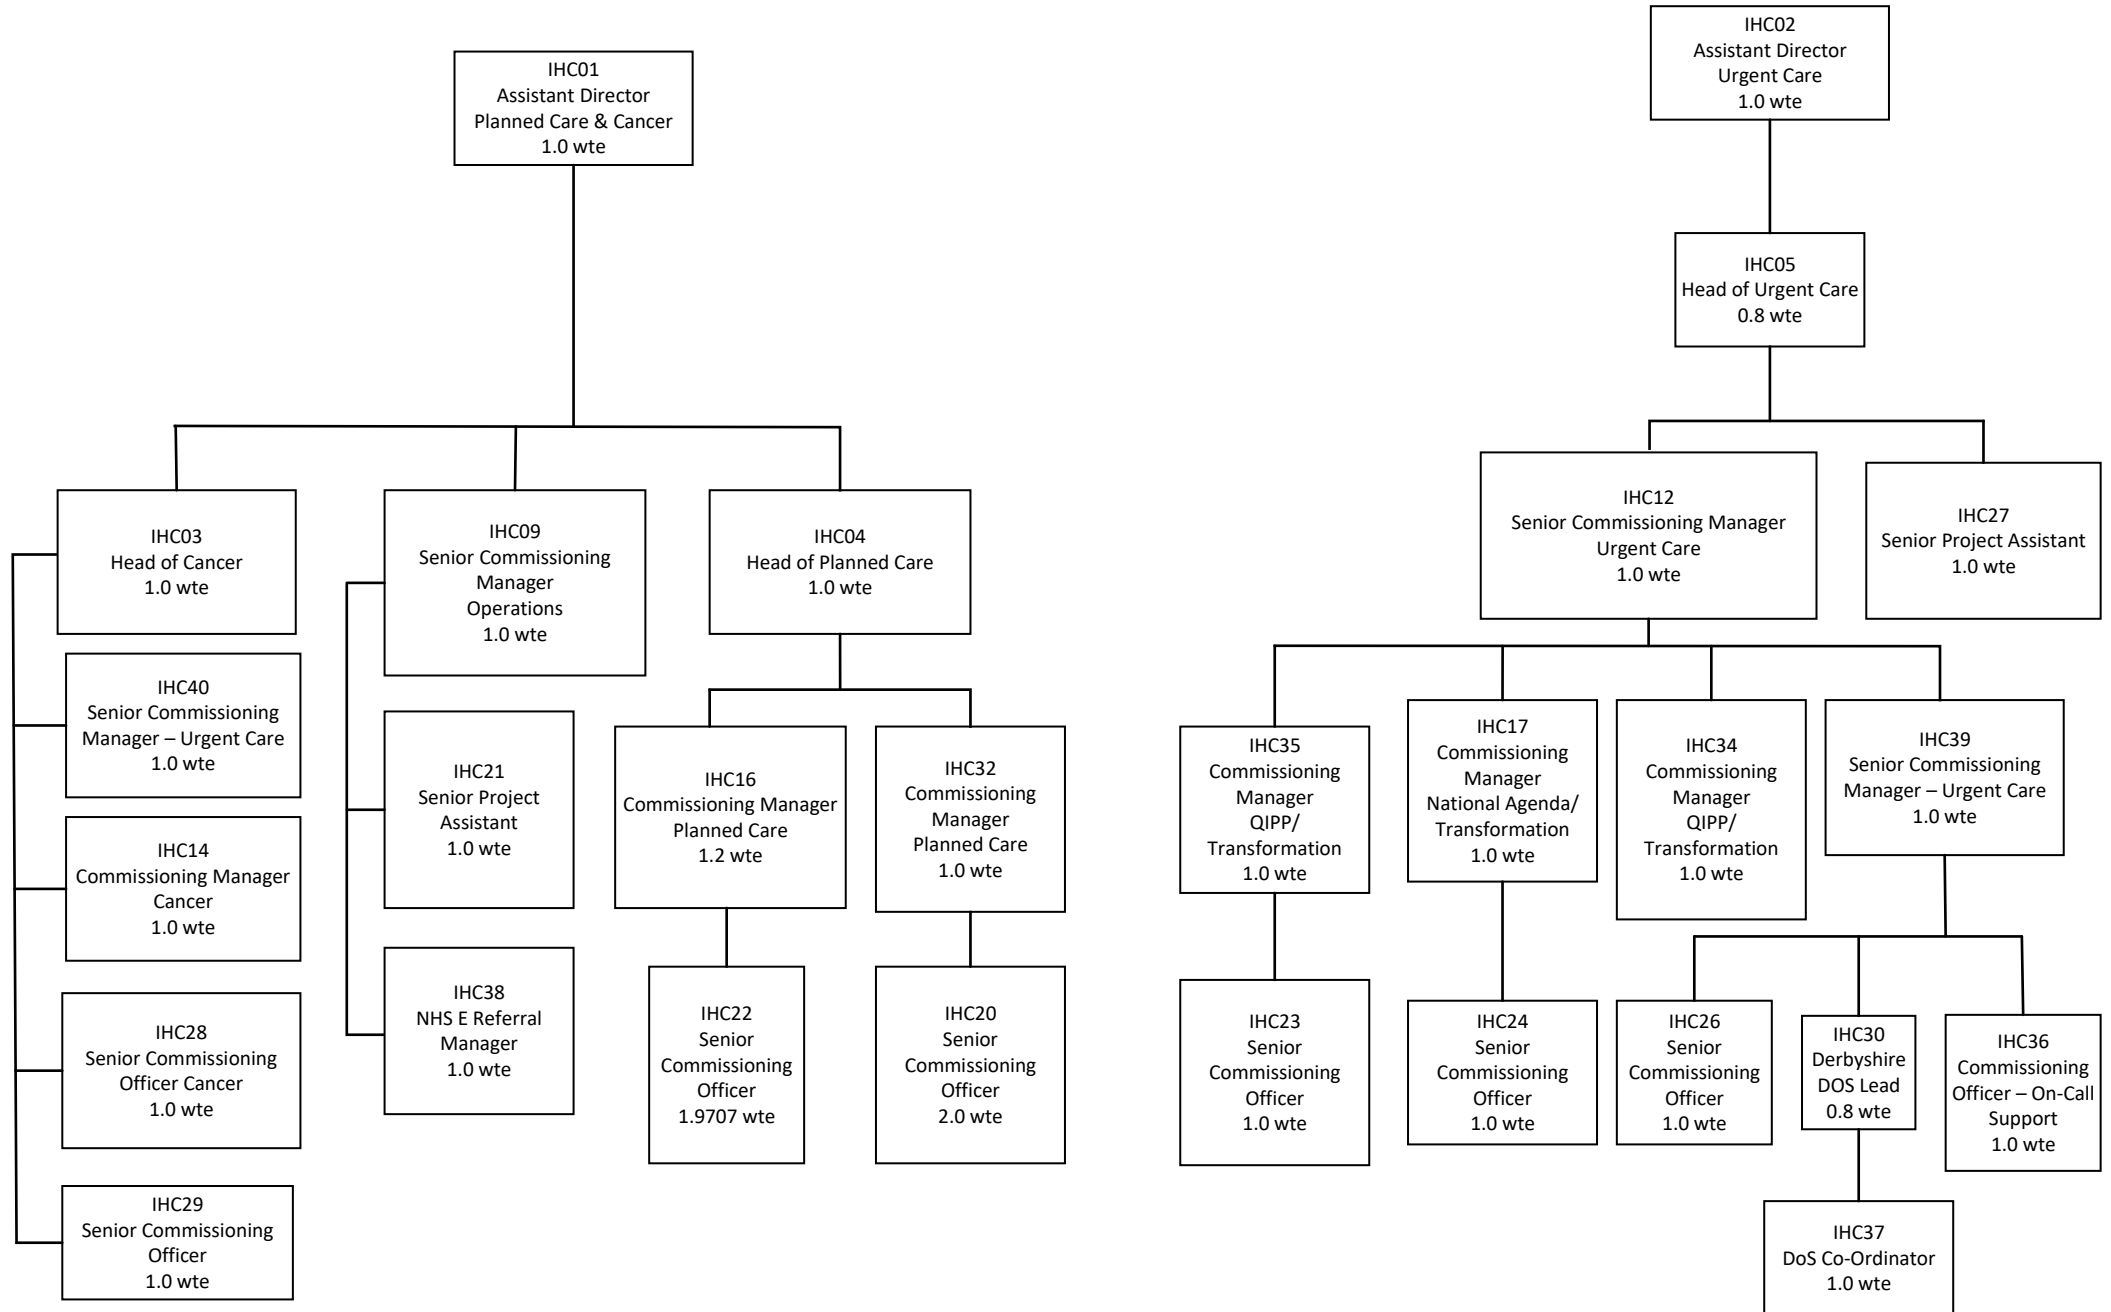 IHC01
Assistant Director
Planned Care & Cancer
1.0 wte
IHC02
Assistant Director
Urgent Care
1.0 wte
IHC05
Head of Urgent Care
0.8 wte
IHC03
Head of Cancer
1.0 wte
IHC09
Senior Commissioning
Manager
Operations
1.0 wte
IHC04
Head of Planned Care
1.0 wte
IHC12
Senior Commissioning Manager
Urgent Care
1.0 wte
IHC27
Senior Project Assistant
1.0 wte
IHC40
Senior Commissioning
Manager – Urgent Care
1.0 wte
IHC14
Commissioning Manager
Cancer
1.0 wte
IHC28
Senior Commissioning
Officer Cancer
1.0 wte
IHC29
Senior Commissioning
Officer
1.0 wte
IHC21
Senior Project
Assistant
1.0 wte
IHC38
NHS E Referral
Manager
1.0 wte
IHC16
Commissioning Manager
Planned Care
1.2 wte
IHC32
Commissioning
Manager
Planned Care
1.0 wte
IHC22
Senior
Commissioning
Officer
1.9707 wte
IHC20
Senior
Commissioning
Officer
2.0 wte
IHC35
Commissioning
Manager
QIPP/
Transformation
1.0 wte
IHC17
Commissioning
Manager
National Agenda/
Transformation
1.0 wte
IHC34
Commissioning
Manager
QIPP/
Transformation
1.0 wte
IHC39
Senior Commissioning
Manager – Urgent Care
1.0 wte
IHC23
Senior
Commissioning
Officer
1.0 wte
IHC24
Senior
Commissioning
Officer
1.0 wte
IHC26
Senior
Commissioning
Officer
1.0 wte
IHC30
Derbyshire
DOS Lead
0.8 wte
IHC36
Commissioning
Officer – On-Call
Support
1.0 wte
IHC37
DoS Co-Ordinator
1.0 wte